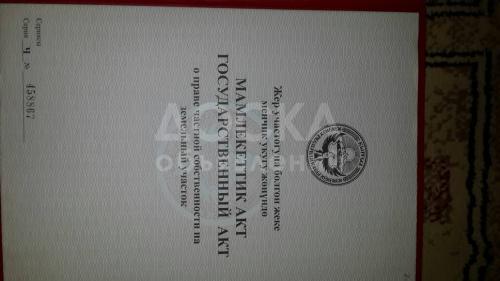 Жер участогуна болгон жеке
менчик укугу жөнүндө
МАМЛЕКЕТТИК АКТ
ГОСУДАРСТВЕННЫЙ АКТ
о праве частной собственности на
земельный участок
Сериясы
Серия Ч № 458867